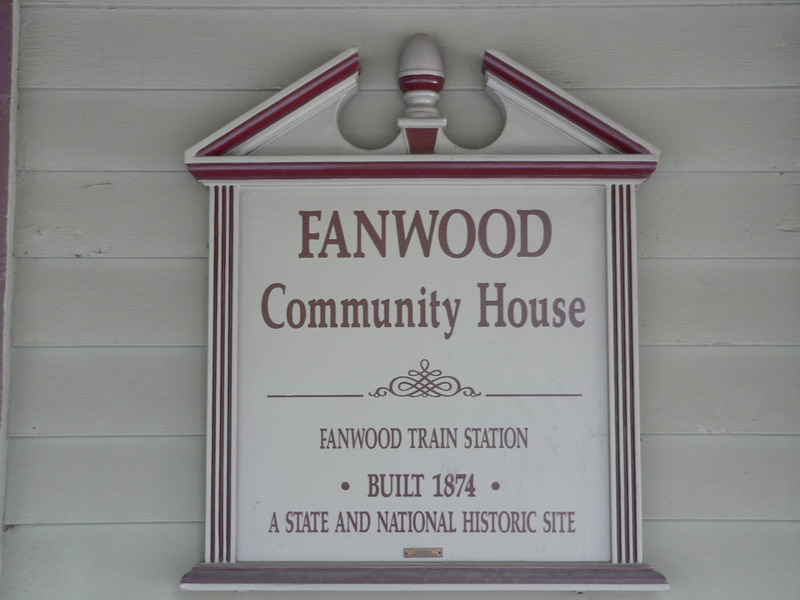 FANWOOD
Community House
FANWOOD TRAIN STATION
• BUILT 1874 •
A STATE AND NATIONAL HISTORIC SITE